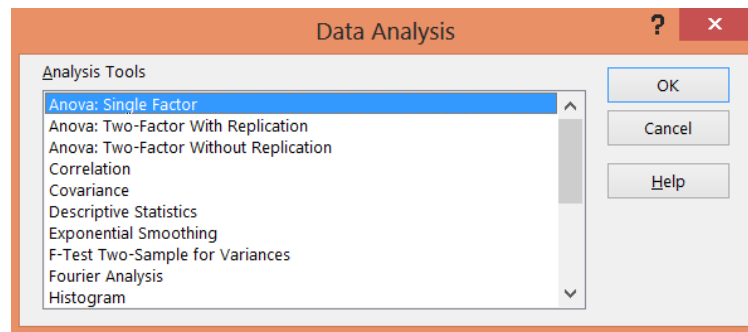 Data Analysis
?
×
Analysis Tools
Anova: Single Factor
Anova: Two-Factor With Replication
Anova: Two-Factor Without Replication
Correlation
Covariance
Descriptive Statistics
Exponential Smoothing
F-Test Two-Sample for Variances
Fourier Analysis
Histogram
OK
Cancel
Help